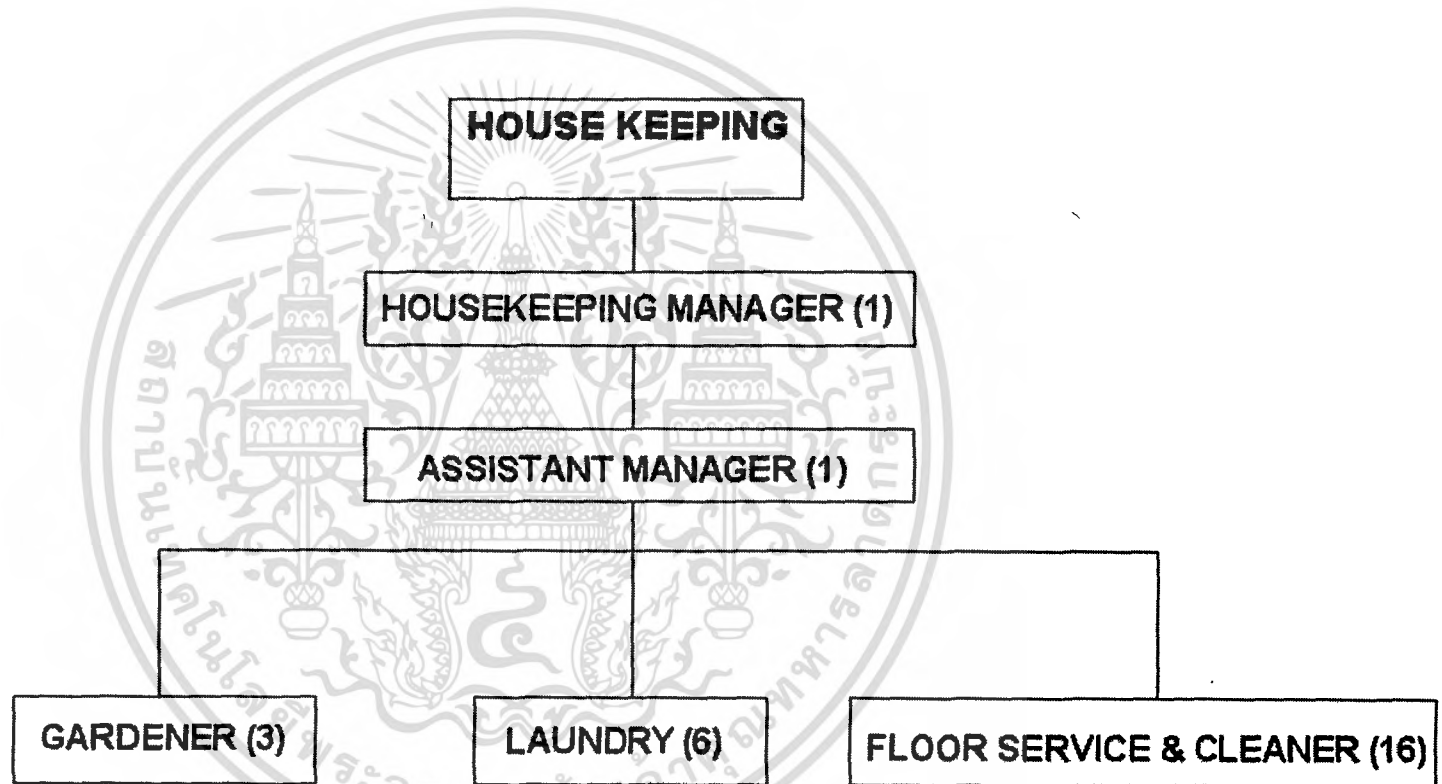 HOUSE KEEPING
HOUSEKEEPING MANAGER (1)
ASSISTANT MANAGER (1)
GARDENER (3)
LAUNDRY (6)
FLOOR SERVICE & CLEANER (16)